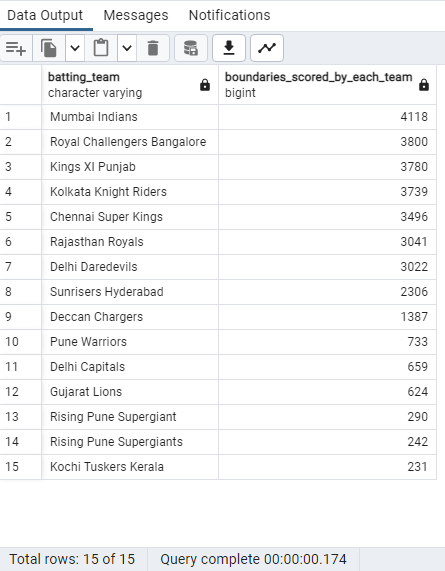 Data Output Messages Notifications
batting_team boundaries_scored_by_each_team
character varying bigint
1 Mumbai Indians 4118
2 Royal Challengers Bangalore 3800
3 Kings XI Punjab 3780
4 Kolkata Knight Riders 3739
5 Chennai Super Kings 3496
6 Rajasthan Royals 3041
7 Delhi Daredevils 3022
8 Sunrisers Hyderabad 2306
9 Deccan Chargers 1387
10 Pune Warriors 733
11 Delhi Capitals 659
12 Gujarat Lions 624
13 Rising Pune Supergiant 290
14 Rising Pune Supergiants 242
15 Kochi Tuskers Kerala 231
Total rows: 15 of 15 Query complete 00:00:00.174